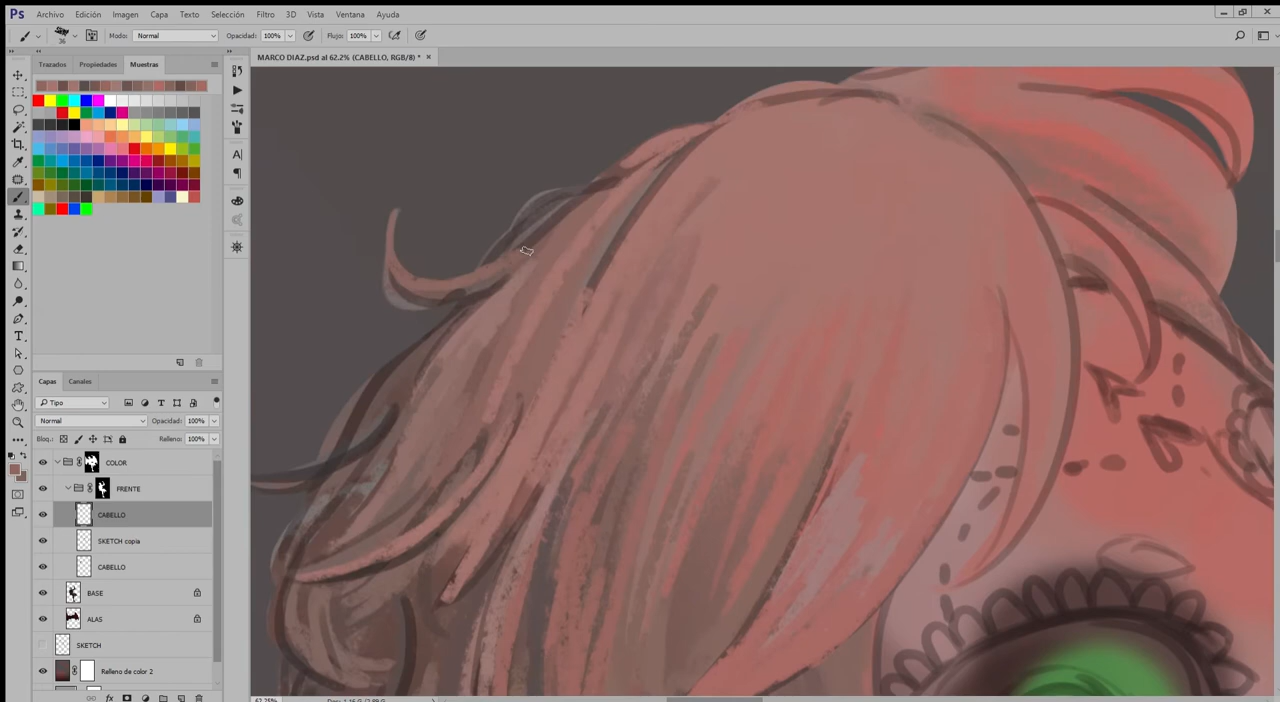 Ps Archivo Edición Imagen Capa Texto Selección Filtro 3D Vista Ventana Ayuda
36 Modo: Normal Opacidad: 100% Flujo: 100%
MARCO DIAZ.psd al 62.2% (CABELLO, RGB/8) *
Trazados Propiedades Muestras
Capas Canales
Tipo
Normal Opacidad: 100%
Bloq.: Relleno: 100%
COLOR
FRENTE
CABELLO
SKETCH copia
CABELLO
BASE
ALAS
SKETCH
Relleno de color 2
62.25%